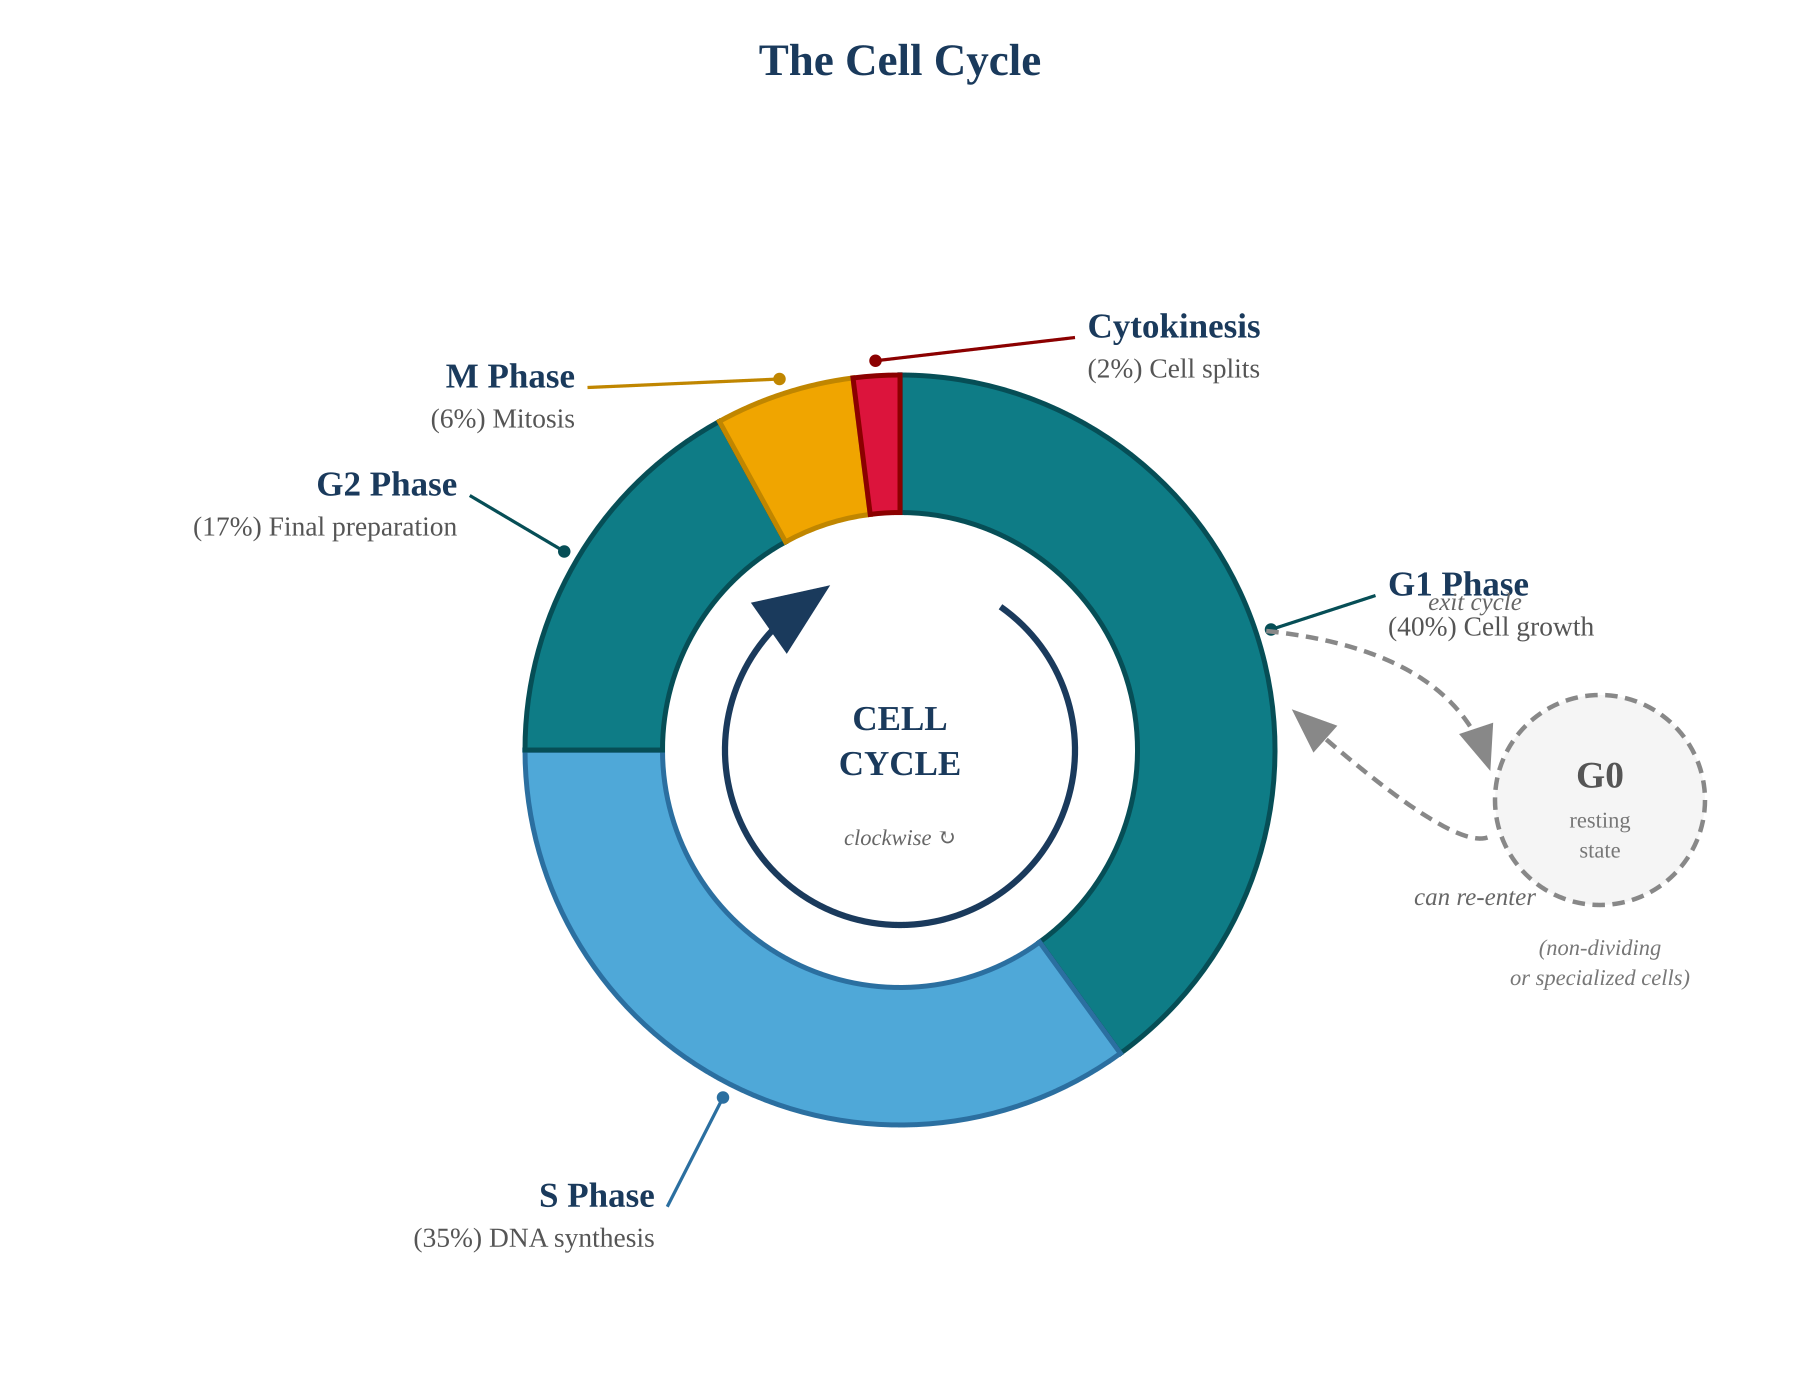 The Cell Cycle
Cytokinesis
(2%) Cell splits
M Phase
(6%) Mitosis
G2 Phase
(17%) Final preparation
G1 Phase
exit cycle
(40%) Cell growth
CELL
CYCLE
clockwise ↻
G0
resting
state
can re-enter
(non-dividing
or specialized cells)
S Phase
(35%) DNA synthesis